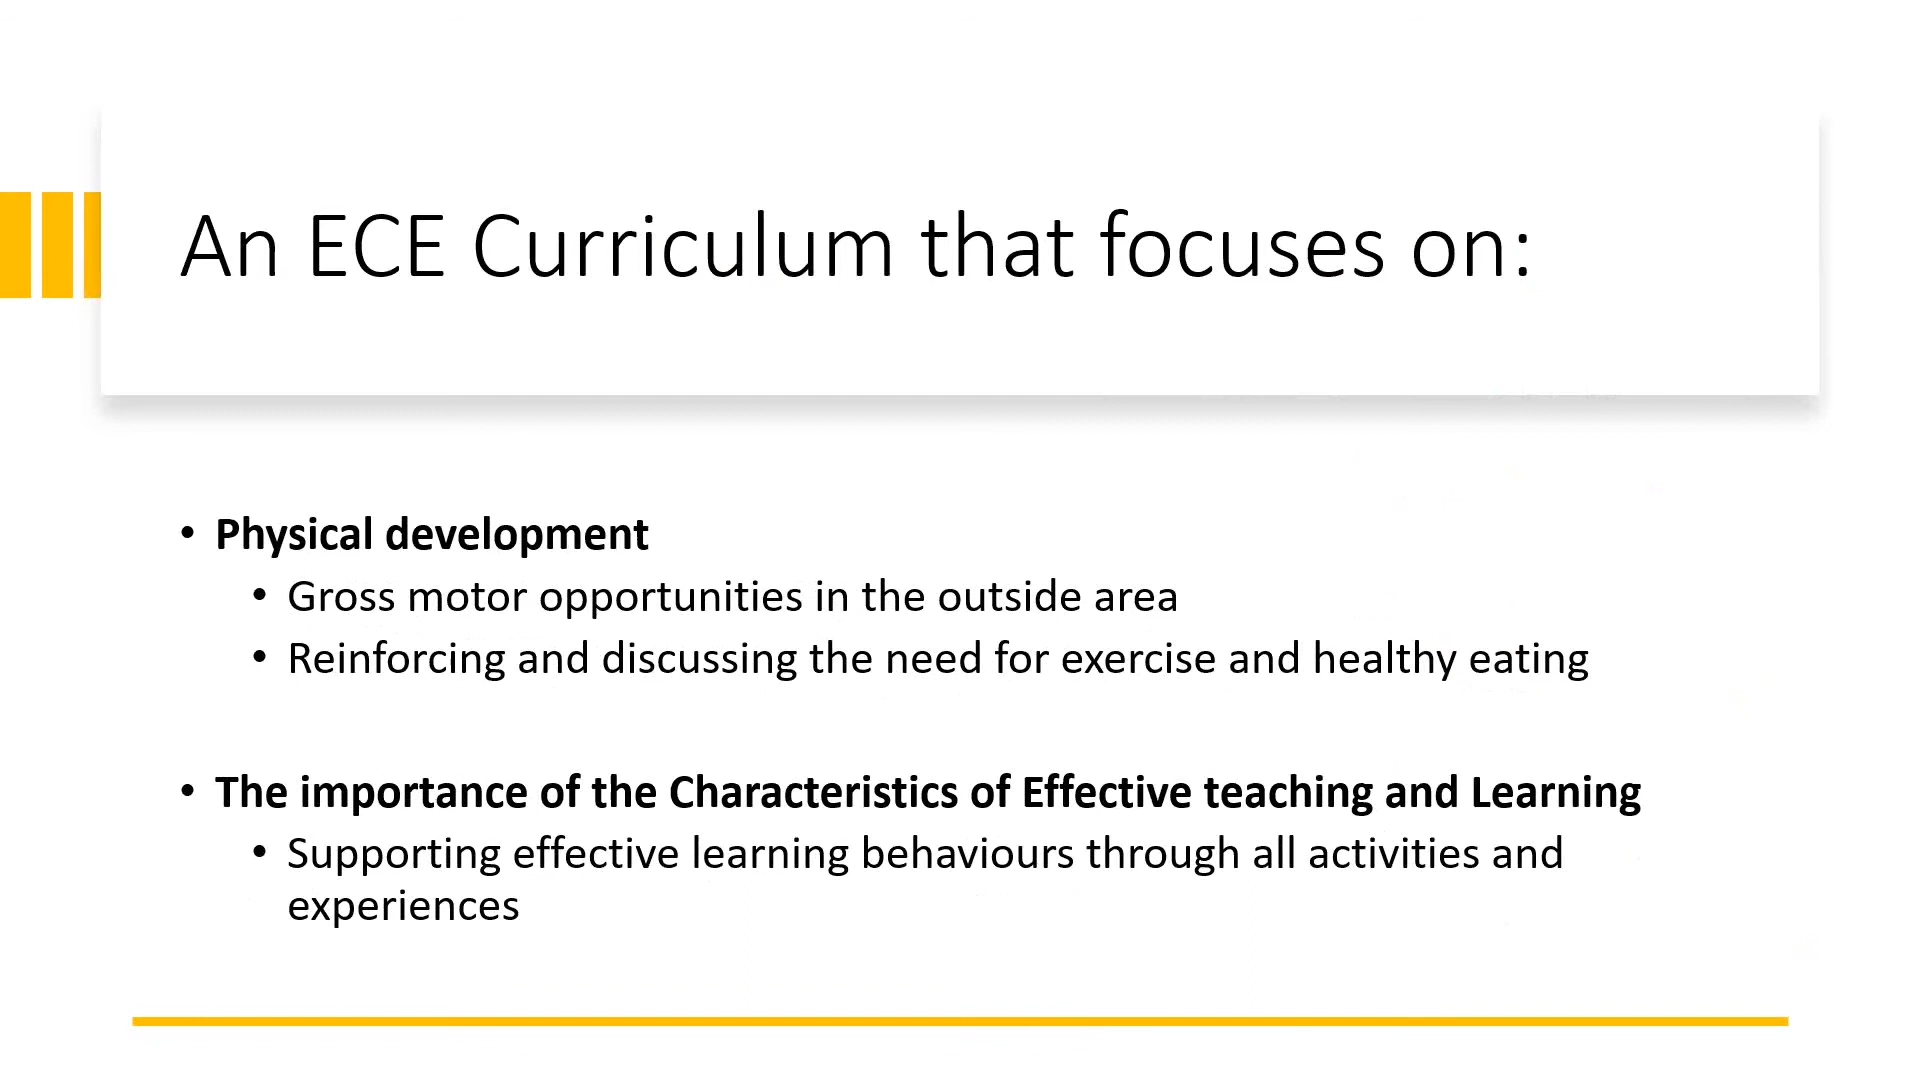 An ECE Curriculum that focuses on:
• Physical development
• Gross motor opportunities in the outside area
• Reinforcing and discussing the need for exercise and healthy eating
• The importance of the Characteristics of Effective teaching and Learning
• Supporting effective learning behaviours through all activities and
experiences